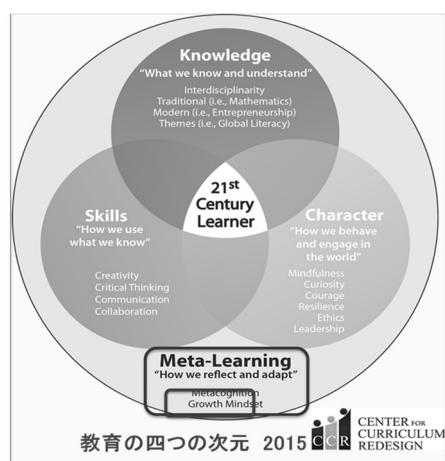 Knowledge
"What we know and understand"
Interdisciplinarity
Traditional (i.e., Mathematics)
Modern (i.e., Entrepreneurship)
Themes (i.e., Global Literacy)
21st
Century
Learner
Skills
"How we use
what we know"
Creativity
Critical Thinking
Communication
Collaboration
Character
"How we behave
and engage in
the world"
Mindfulness
Curiosity
Courage
Resilience
Ethics
Leadership
Meta-Learning
"How we reflect and adapt"
Metacognition
Growth Mindset
教育の四つの次元 2015
CCR
CENTER FOR
CURRICULUM
REDESIGN